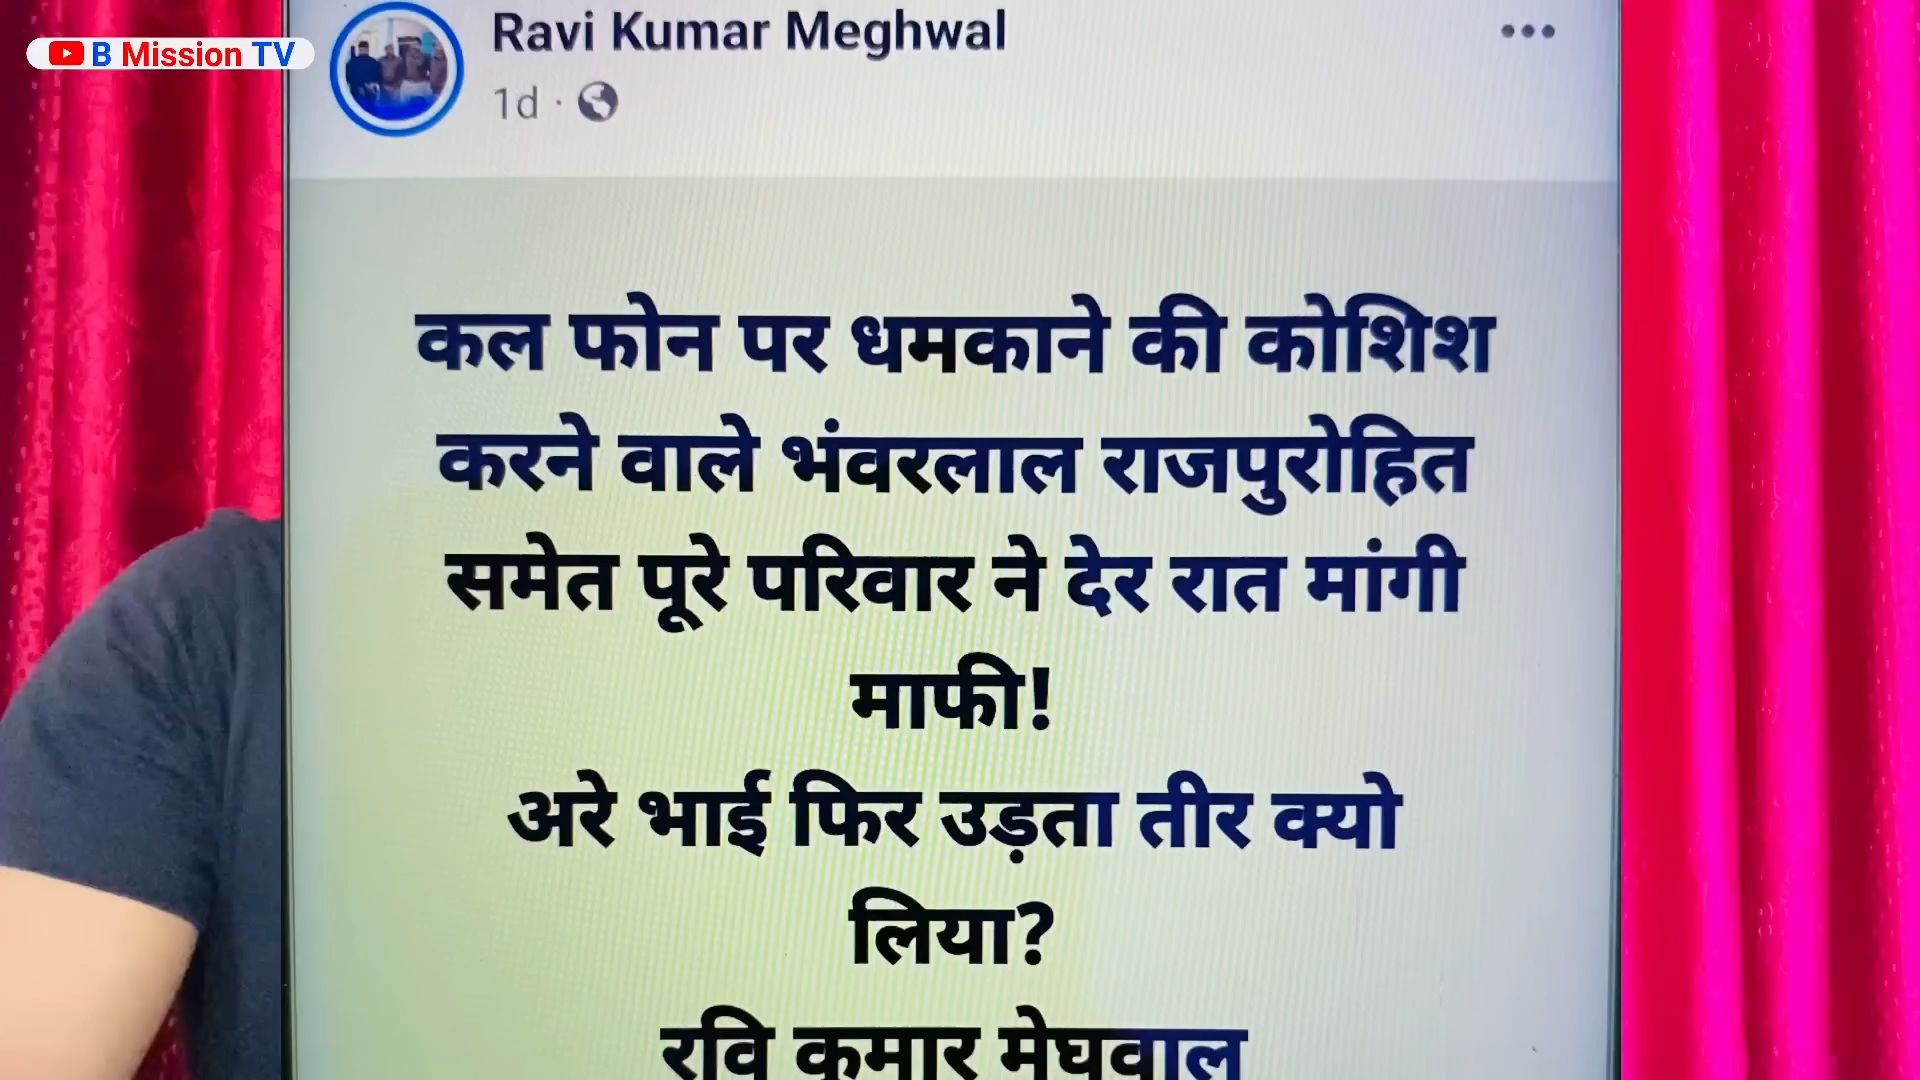 B Mission TV
Ravi Kumar Meghwal
1d ·
कल फोन पर धमकाने की कोशिश
करने वाले भंवरलाल राजपुरोहित
समेत पूरे परिवार ने देर रात मांगी
माफी!
अरे भाई फिर उड़ता तीर क्यो
लिया?
रवि कुमार मेघवाल